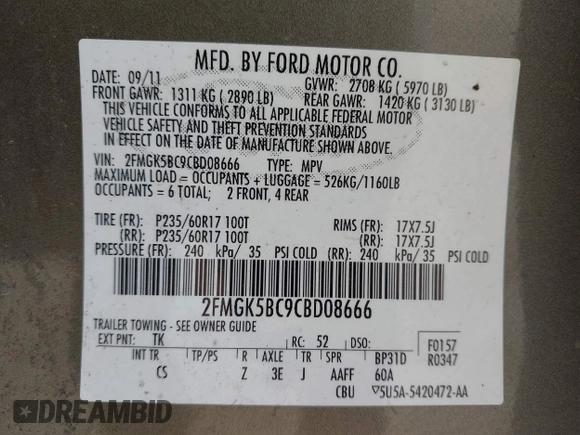 MFD. BY FORD MOTOR CO.
DATE: 09/11 GVWR: 2708 KG ( 5970 LB)
FRONT GAWR: 1311 KG ( 2890 LB) REAR GAWR: 1420 KG ( 3130 LB)
THIS VEHICLE CONFORMS TO ALL APPLICABLE FEDERAL MOTOR
VEHICLE SAFETY AND THEFT PREVENTION STANDARDS
IN EFFECT ON THE DATE OF MANUFACTURE SHOWN ABOVE.
VIN: 2FMGK5BC9CBD08666 TYPE: MPV
MAXIMUM LOAD = OCCUPANTS + LUGGAGE = 526KG/1160LB
OCCUPANTS = 6 TOTAL; 2 FRONT, 4 REAR
TIRE (FR): P235/60R17 100T RIMS (FR): 17X7.5J
(RR): P235/60R17 100T (RR): 17X7.5J
PRESSURE (FR): 240 kPa/ 35 PSI COLD (RR): 240 kPa/ 35 PSI COLD
2FMGK5BC9CBD08666
TRAILER TOWING - SEE OWNER GUIDE
EXT PNT: TK RC: 52 DSO: F0157
INT TR TP/PS R AXLE TR SPR BP31D R0347
CS Z 3E J AAFF 60A
CBU ▽5U5A-5420472-AA
DREAMBID